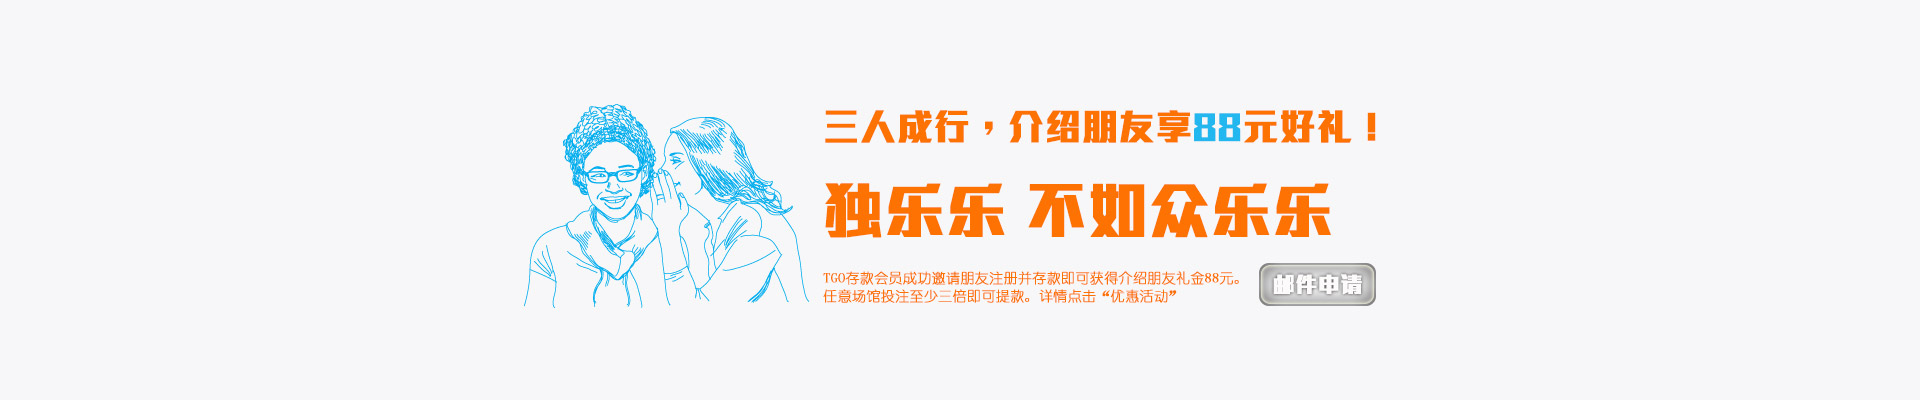 三人成行，介绍朋友享88元好礼！
独乐乐 不如众乐乐
TGO存款会员成功邀请朋友注册并存款即可获得介绍朋友礼金88元。
任意场馆投注至少三倍即可提款。详情点击“优惠活动”
邮件申请